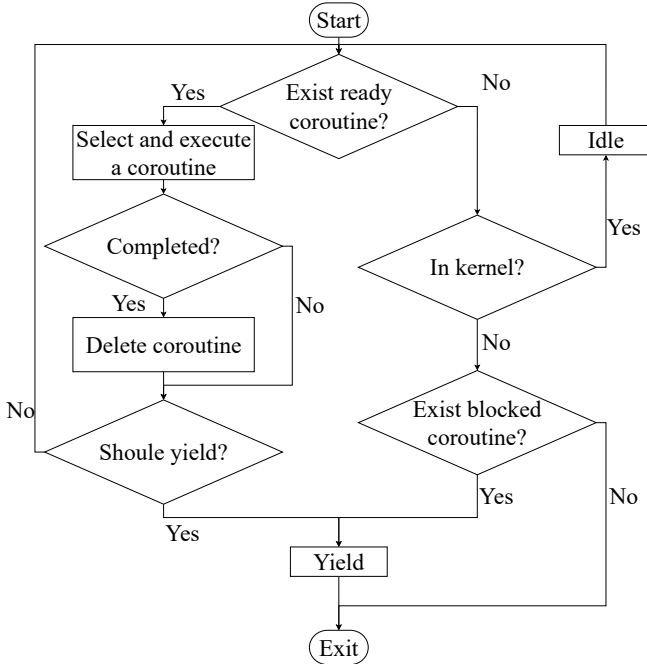 Start
Exist ready
coroutine?
Yes
No
Select and execute
a coroutine
Idle
Completed?
In kernel?
Yes
Yes
No
Delete coroutine
No
No
Exist blocked
coroutine?
Shoule yield?
Yes
No
Yes
Yield
Exit